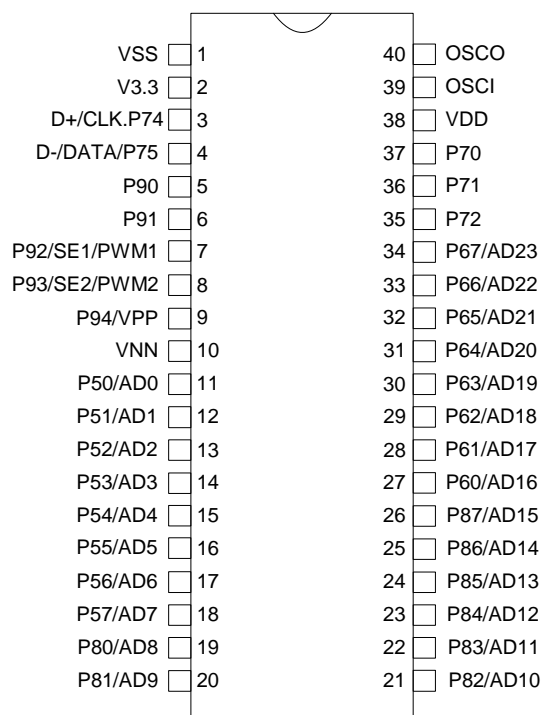 VSS 1 40 OSCO
V3.3 2 39 OSCI
D+/CLK.P74 3 38 VDD
D-/DATA/P75 4 37 P70
P90 5 36 P71
P91 6 35 P72
P92/SE1/PWM1 7 34 P67/AD23
P93/SE2/PWM2 8 33 P66/AD22
P94/VPP 9 32 P65/AD21
VNN 10 31 P64/AD20
P50/AD0 11 30 P63/AD19
P51/AD1 12 29 P62/AD18
P52/AD2 13 28 P61/AD17
P53/AD3 14 27 P60/AD16
P54/AD4 15 26 P87/AD15
P55/AD5 16 25 P86/AD14
P56/AD6 17 24 P85/AD13
P57/AD7 18 23 P84/AD12
P80/AD8 19 22 P83/AD11
P81/AD9 20 21 P82/AD10